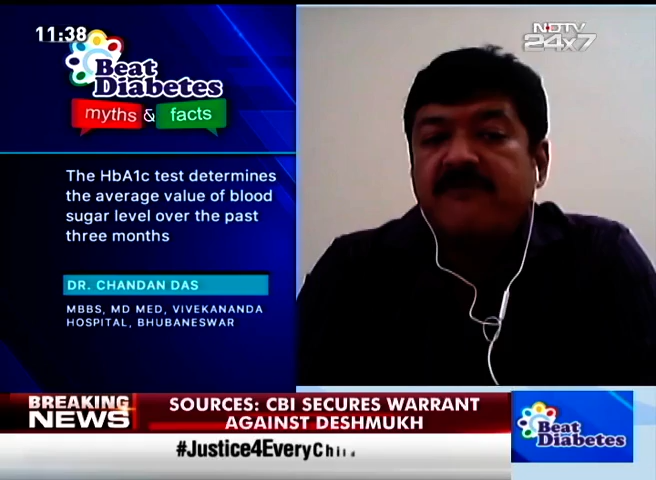 11:38
Beat
Diabetes
myths & facts
NDTV
24x7
The HbA1c test determines
the average value of blood
sugar level over the past
three months
DR. CHANDAN DAS
MBBS, MD MED, VIVEKANANDA
HOSPITAL, BHUBANESWAR
BREAKING
NEWS
SOURCES: CBI SECURES WARRANT
AGAINST DESHMUKH
#Justice4EveryChil
Beat
Diabetes